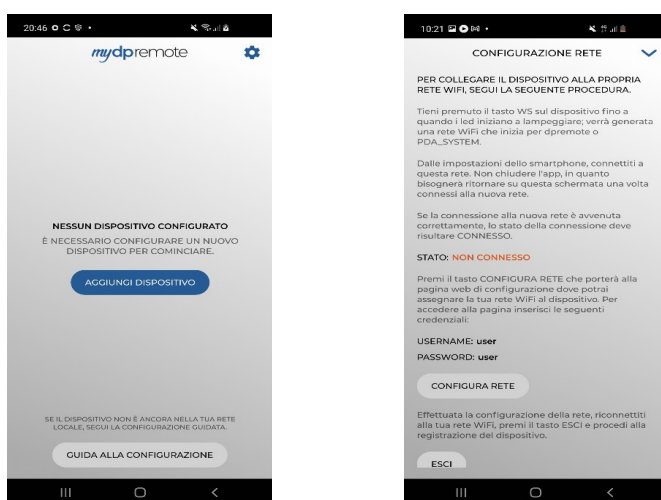 20:46
mydpremote
NESSUN DISPOSITIVO CONFIGURATO
È NECESSARIO CONFIGURARE UN NUOVO
DISPOSITIVO PER COMINCIARE.
AGGIUNGI DISPOSITIVO
SE IL DISPOSITIVO NON È ANCORA NELLA TUA RETE
LOCALE, SEGUI LA CONFIGURAZIONE GUIDATA.
GUIDA ALLA CONFIGURAZIONE
10:21
CONFIGURAZIONE RETE
PER COLLEGARE IL DISPOSITIVO ALLA PROPRIA
RETE WIFI, SEGUI LA SEGUENTE PROCEDURA.
Tieni premuto il tasto WS sul dispositivo fino a
quando i led iniziano a lampeggiare; verrà generata
una rete WiFi che inizia per dpremote o
PDA_SYSTEM.
Dalle impostazioni dello smartphone, connettiti a
questa rete. Non chiudere l'app, in quanto
bisognerà ritornare su questa schermata una volta
connessi alla nuova rete.
Se la connessione alla nuova rete è avvenuta
correttamente, lo stato della connessione deve
risultare CONNESSO.
STATO: NON CONNESSO
Premi il tasto CONFIGURA RETE che porterà alla
pagina web di configurazione dove potrai
assegnare la tua rete WiFi al dispositivo. Per
accedere alla pagina inserisci le seguenti
credenziali:
USERNAME: user
PASSWORD: user
CONFIGURA RETE
Effettuata la configurazione della rete, riconnettiti
alla tua rete WiFi, premi il tasto ESCI e procedi alla
registrazione del dispositivo.
ESCI